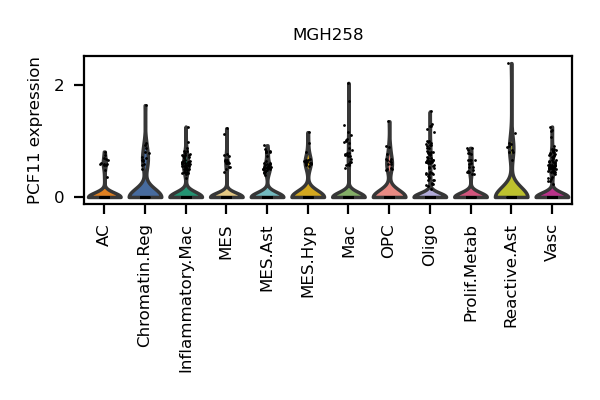 MGH258
PCF11 expression
2
0
AC
Chromatin.Reg
Inflammatory.Mac
MES
MES.Ast
MES.Hyp
Mac
OPC
Oligo
Prolif.Metab
Reactive.Ast
Vasc